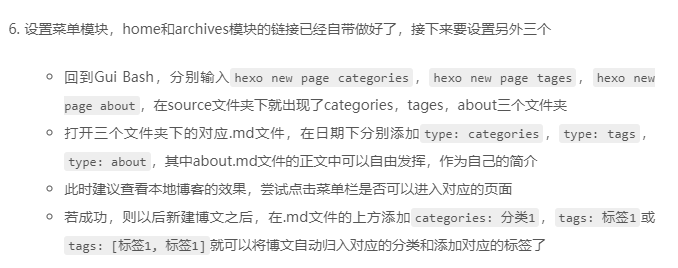 6. 设置菜单模块，home和archives模块的链接已经自带做好了，接下来要设置另外三个
回到Gui Bash，分别输入 hexo new page categories ，hexo new page tages ，hexo new
page about ，在source文件夹下就出现了categories，tages，about三个文件夹
打开三个文件夹下的对应.md文件，在日期下分别添加 type: categories ，type: tags ，
type: about ，其中about.md文件的正文中可以自由发挥，作为自己的简介
此时建议查看本地博客的效果，尝试点击菜单栏是否可以进入对应的页面
若成功，则以后新建博文之后，在.md文件的上方添加 categories: 分类1 ，tags: 标签1 或
tags: [标签1, 标签1] 就可以将博文自动归入对应的分类和添加对应的标签了